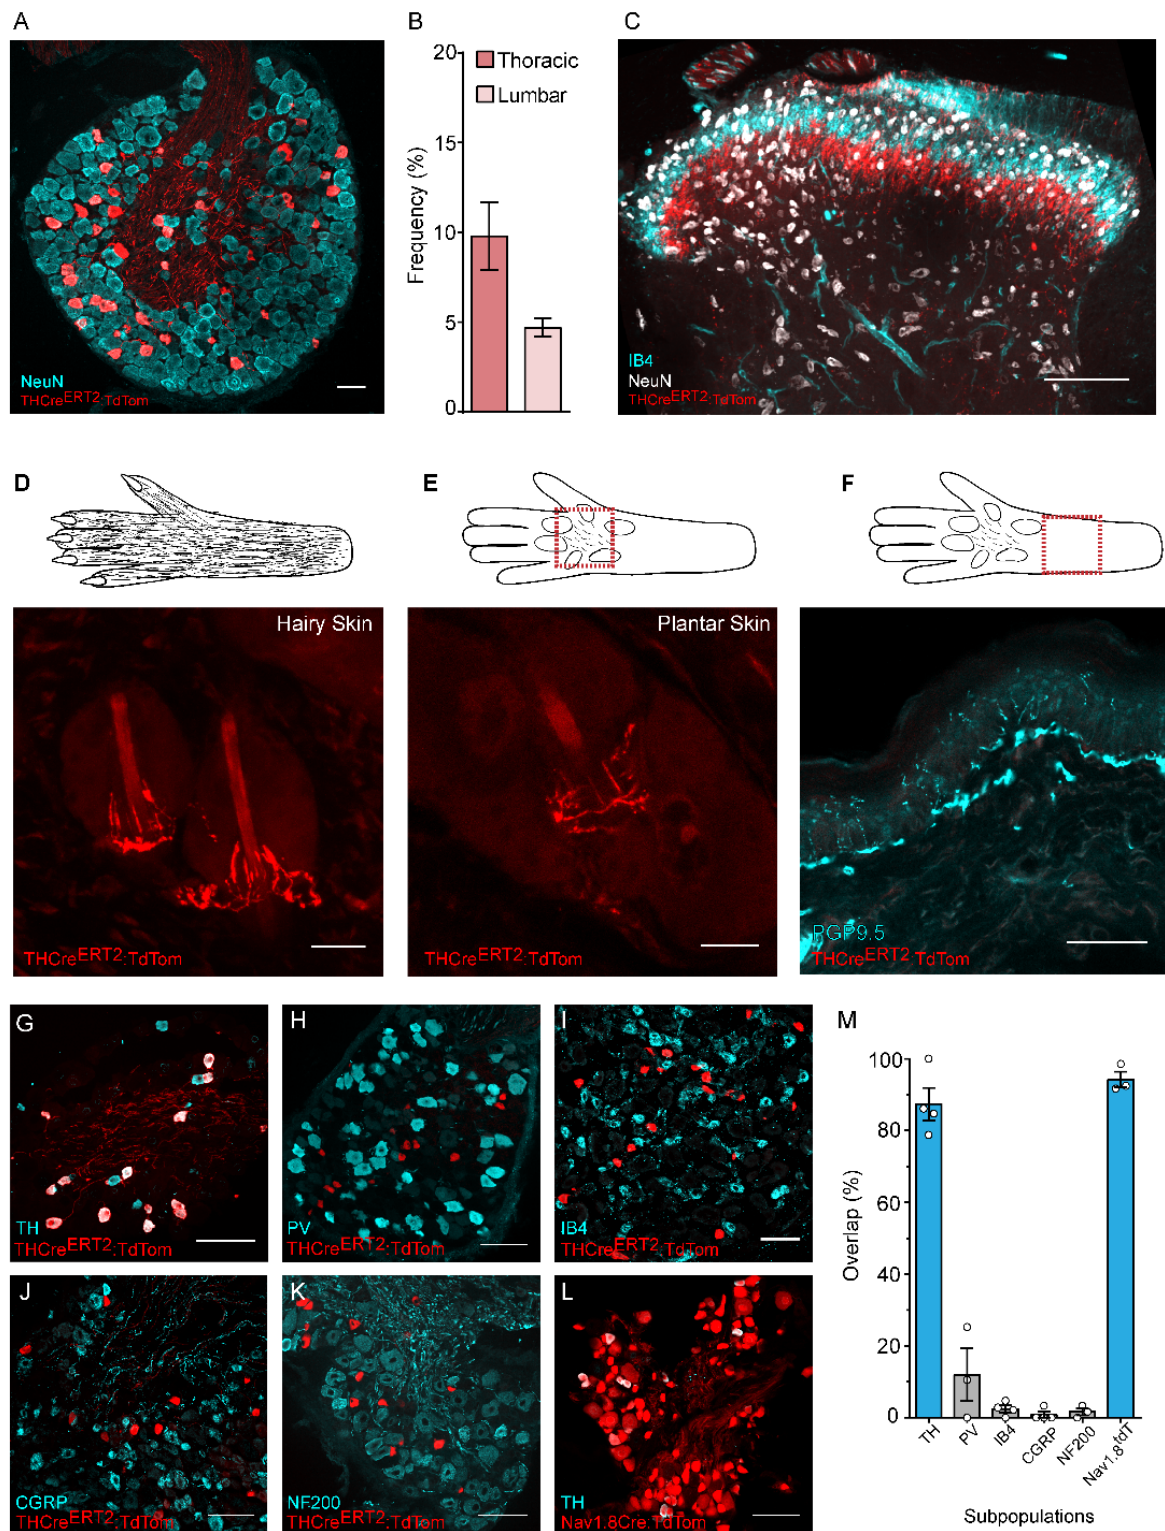 A
NeuN
THCreERT2:TdTom
B
20
15
10
5
0
Frequency (%)
Thoracic
Lumbar
C
IB4
NeuN
THCreERT2:TdTom
D
Hairy Skin
THCreERT2:TdTom
E
Plantar Skin
THCreERT2:TdTom
F
PGP9.5
THCreERT2:TdTom
G
TH
THCreERT2:TdTom
H
PV
THCreERT2:TdTom
I
IB4
THCreERT2:TdTom
J
CGRP
THCreERT2:TdTom
K
NF200
THCreERT2:TdTom
L
TH
Nav1.8Cre:TdTom
M
100
80
60
40
20
0
Overlap (%)
TH
PV
IB4
CGRP
NF200
Nav1.8tdT
Subpopulations